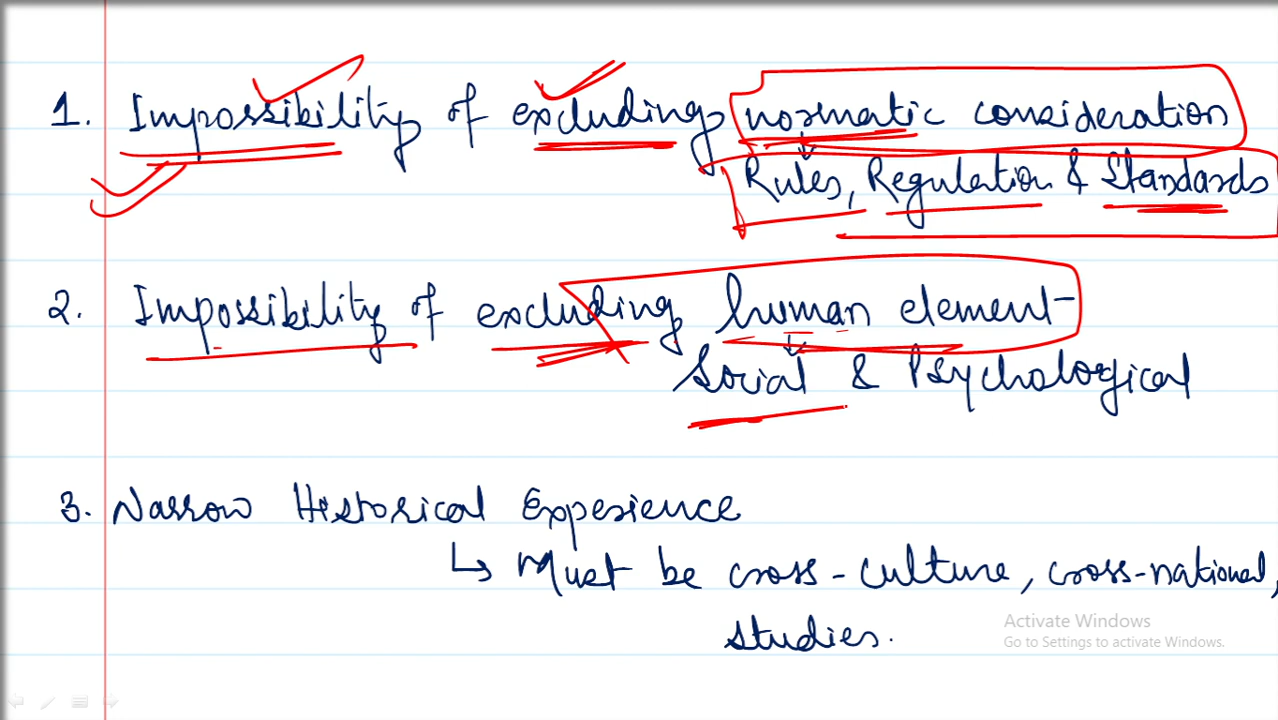 1. Impossibility of excluding normatic consideration
Rules, Regulation & Standards
2. Impossibility of excluding human element
Social & Psychological
3. Narrow Historical Experience
↳ Must be cross-culture, cross-national,
studies.
Activate Windows
Go to Settings to activate Windows.